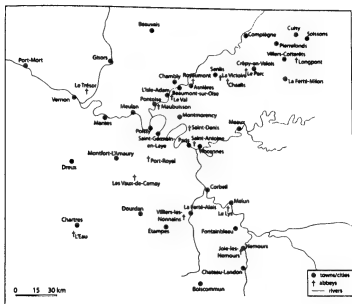 Beauvais
Compiègne
Cuiry
Soissons
Pierrefonds
Villers-Cotterêts
Longpont
Gisors
Port-Mort
Senlis
Crépy-en-Valois
La Victoire
Le Parc
Chaalis
La Ferté-Milon
Chambly
Royaumont
Asnières
L'Isle-Adam
Beaumont-sur-Oise
Le Trésor
Le Val
Vernon
Pontoise
Maubuisson
Meulan
Mantes
Montmorency
Meaux
Poissy
Saint-Denis
Saint-Germain-
en-Laye
Paris
Saint-Antoine
Vincennes
Montfort-L'Amaury
Port-Royal
Dreux
Les Vaux-de-Cernay
Corbeil
Dourdan
Villiers-les-
Nonnains
La Ferté-Alais
Melun
Le Lys
Chartres
L'Eau
Étampes
Fontainebleau
Joie-les-
Nemours
Nemours
Chateau-Landon
Boiscommun
0 15 30 km
towns/cities
abbeys
rivers